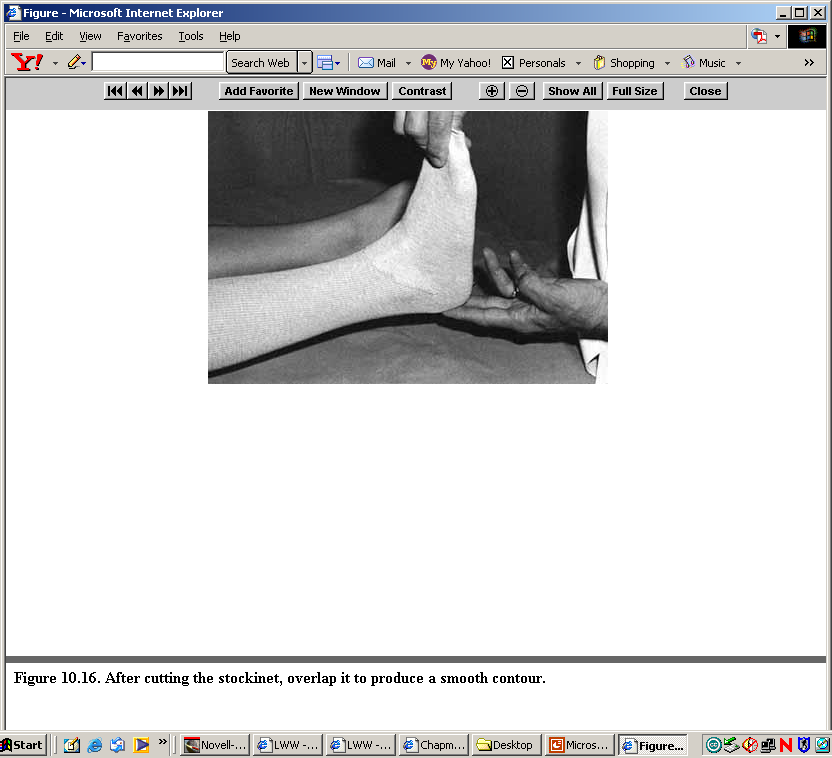 Figure - Microsoft Internet Explorer
File Edit View Favorites Tools Help
Y! Search Web Mail My Yahoo! Personals Shopping Music »
Add Favorite New Window Contrast Show All Full Size Close
Figure 10.16. After cutting the stockinet, overlap it to produce a smooth contour.
Start » Novell-... LWW -... LWW -... Chapm... Desktop Micros... Figure... N